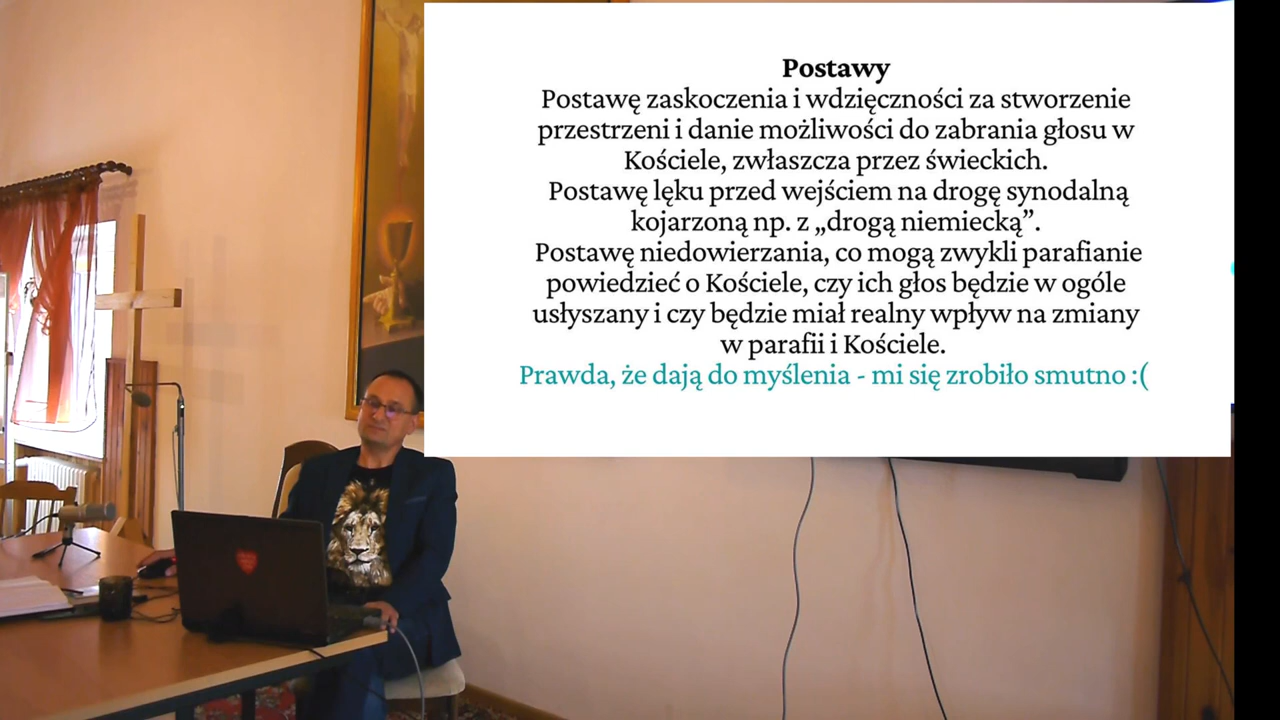 Postawy
Postawę zaskoczenia i wdzięczności za stworzenie
przestrzeni i danie możliwości do zabrania głosu w
Kościele, zwłaszcza przez świeckich.
Postawę lęku przed wejściem na drogę synodalną
kojarzoną np. z „drogą niemiecką”.
Postawę niedowierzania, co mogą zwykli parafianie
powiedzieć o Kościele, czy ich głos będzie w ogóle
usłyszany i czy będzie miał realny wpływ na zmiany
w parafii i Kościele.
Prawda, że dają do myślenia - mi się zrobiło smutno :(